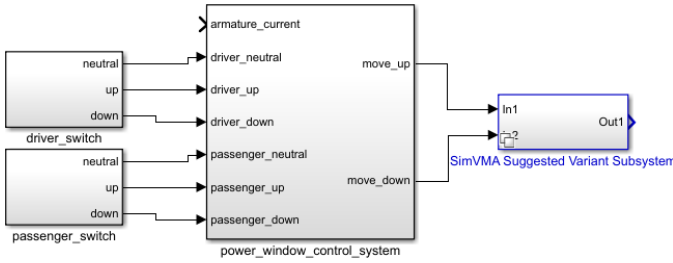 armature_current
neutral
driver_neutral
move_up
up
driver_up
In1
down
driver_down
Out1
driver_switch
neutral
passenger_neutral
SimVMA Suggested Variant Subsystem
up
passenger_up
move_down
down
passenger_down
passenger_switch
power_window_control_system